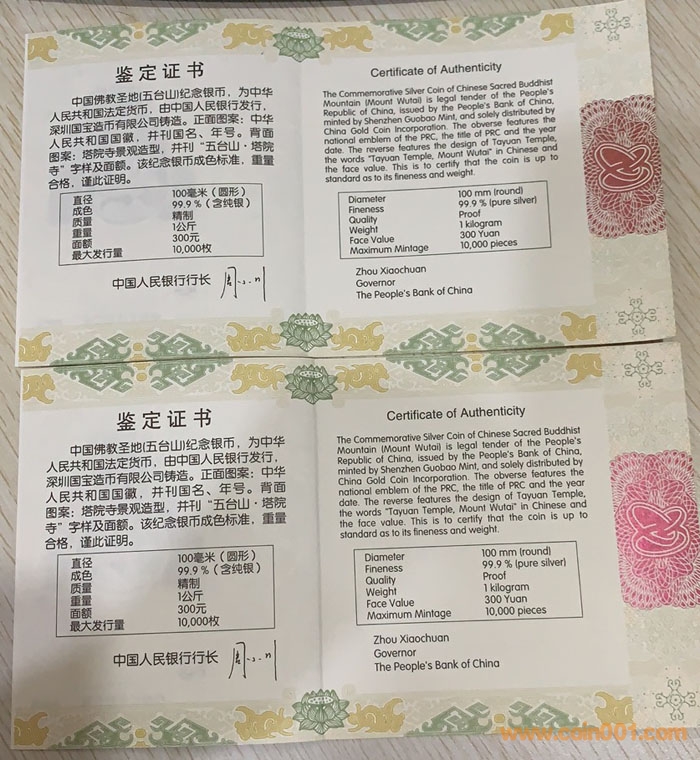 鉴定证书
中国佛教圣地(五台山)纪念银币，为中华
人民共和国法定货币，由中国人民银行发行，
深圳国宝造币有限公司铸造。正面图案：中华
人民共和国国徽，并刊国名、年号。背面
图案：塔院寺景观造型，并刊“五台山·塔院
寺”字样及面额。该纪念银币成色标准，重量
合格，谨此证明。
直径 100毫米（圆形）
成色 99.9％（含纯银）
质量 精制
重量 1公斤
面额 300元
最大发行量 10,000枚
中国人民银行行长
Certificate of Authenticity
The Commemorative Silver Coin of Chinese Sacred Buddhist
Mountain (Mount Wutai) is legal tender of the People's
Republic of China, issued by the People's Bank of China,
minted by Shenzhen Guobao Mint, and solely distributed by
China Gold Coin Incorporation. The obverse features the
national emblem of the PRC, the title of PRC and the year
date. The reverse features the design of Tayuan Temple,
the words "Tayuan Temple, Mount Wutai" in Chinese and
the face value. This is to certify that the coin is up to
standard as to its fineness and weight.
Diameter 100 mm (round)
Fineness 99.9 % (pure silver)
Quality Proof
Weight 1 kilogram
Face Value 300 Yuan
Maximum Mintage 10,000 pieces
Zhou Xiaochuan
Governor
The People's Bank of China
鉴定证书
中国佛教圣地(五台山)纪念银币，为中华
人民共和国法定货币，由中国人民银行发行，
深圳国宝造币有限公司铸造。正面图案：中华
人民共和国国徽，并刊国名、年号。背面
图案：塔院寺景观造型，并刊“五台山·塔院
寺”字样及面额。该纪念银币成色标准，重量
合格，谨此证明。
直径 100毫米（圆形）
成色 99.9％（含纯银）
质量 精制
重量 1公斤
面额 300元
最大发行量 10,000枚
中国人民银行行长
Certificate of Authenticity
The Commemorative Silver Coin of Chinese Sacred Buddhist
Mountain (Mount Wutai) is legal tender of the People's
Republic of China, issued by the People's Bank of China,
minted by Shenzhen Guobao Mint, and solely distributed by
China Gold Coin Incorporation. The obverse features the
national emblem of the PRC, the title of PRC and the year
date. The reverse features the design of Tayuan Temple,
the words "Tayuan Temple, Mount Wutai" in Chinese and
the face value. This is to certify that the coin is up to
standard as to its fineness and weight.
Diameter 100 mm (round)
Fineness 99.9 % (pure silver)
Quality Proof
Weight 1 kilogram
Face Value 300 Yuan
Maximum Mintage 10,000 pieces
Zhou Xiaochuan
Governor
The People's Bank of China
www.coin001.com